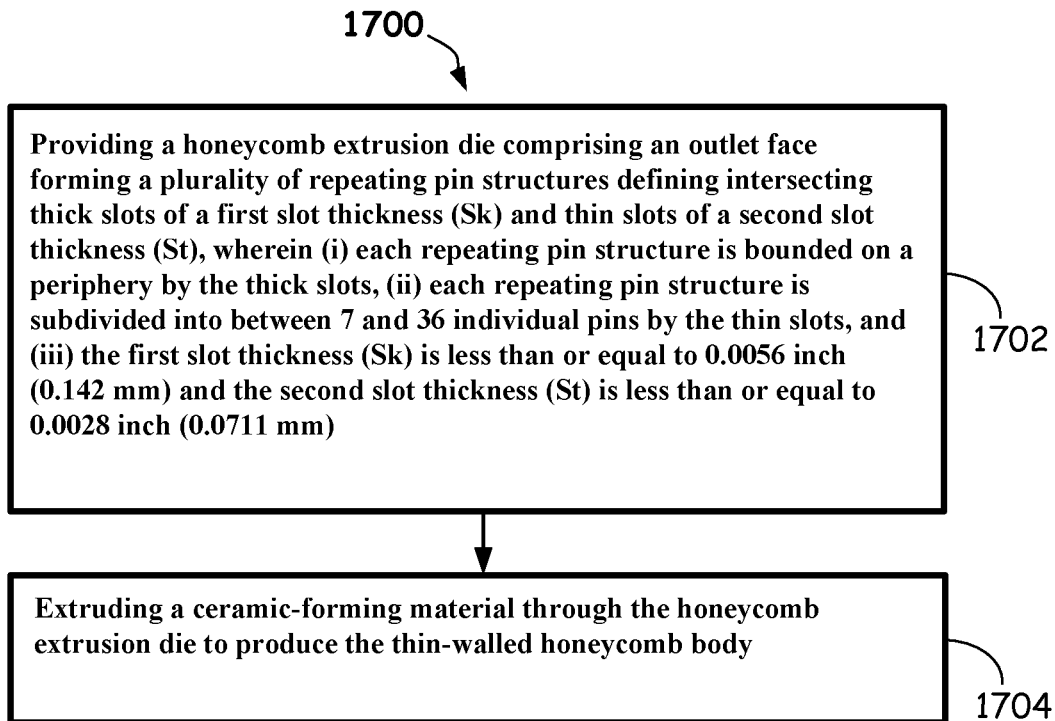 1700
Providing a honeycomb extrusion die comprising an outlet face
forming a plurality of repeating pin structures defining intersecting
thick slots of a first slot thickness (Sk) and thin slots of a second slot
thickness (St), wherein (i) each repeating pin structure is bounded on a
periphery by the thick slots, (ii) each repeating pin structure is
subdivided into between 7 and 36 individual pins by the thin slots, and
(iii) the first slot thickness (Sk) is less than or equal to 0.0056 inch
(0.142 mm) and the second slot thickness (St) is less than or equal to
0.0028 inch (0.0711 mm)
1702
Extruding a ceramic-forming material through the honeycomb
extrusion die to produce the thin-walled honeycomb body
1704